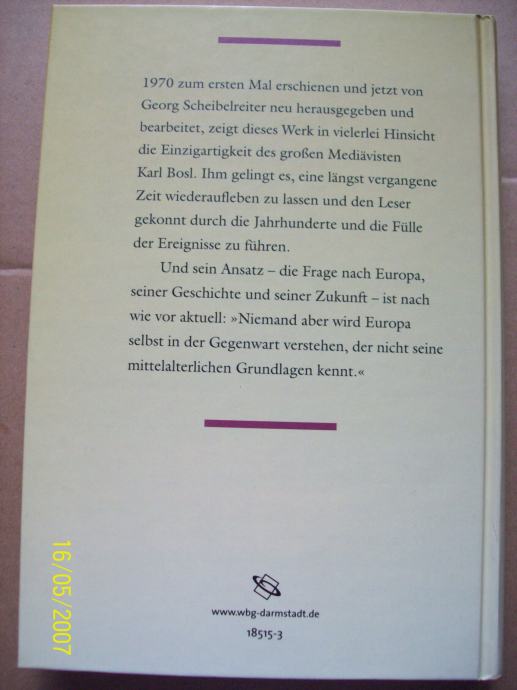 1970 zum ersten Mal erschienen und jetzt von
Georg Scheibelreiter neu herausgegeben und
bearbeitet, zeigt dieses Werk in vielerlei Hinsicht
die Einzigartigkeit des großen Mediävisten
Karl Bosl. Ihm gelingt es, eine längst vergangene
Zeit wiederaufleben zu lassen und den Leser
gekonnt durch die Jahrhunderte und die Fülle
der Ereignisse zu führen.
Und sein Ansatz – die Frage nach Europa,
seiner Geschichte und seiner Zukunft – ist nach
wie vor aktuell: »Niemand aber wird Europa
selbst in der Gegenwart verstehen, der nicht seine
mittelalterlichen Grundlagen kennt.«
www.wbg-darmstadt.de
18515-3
16/05/2007